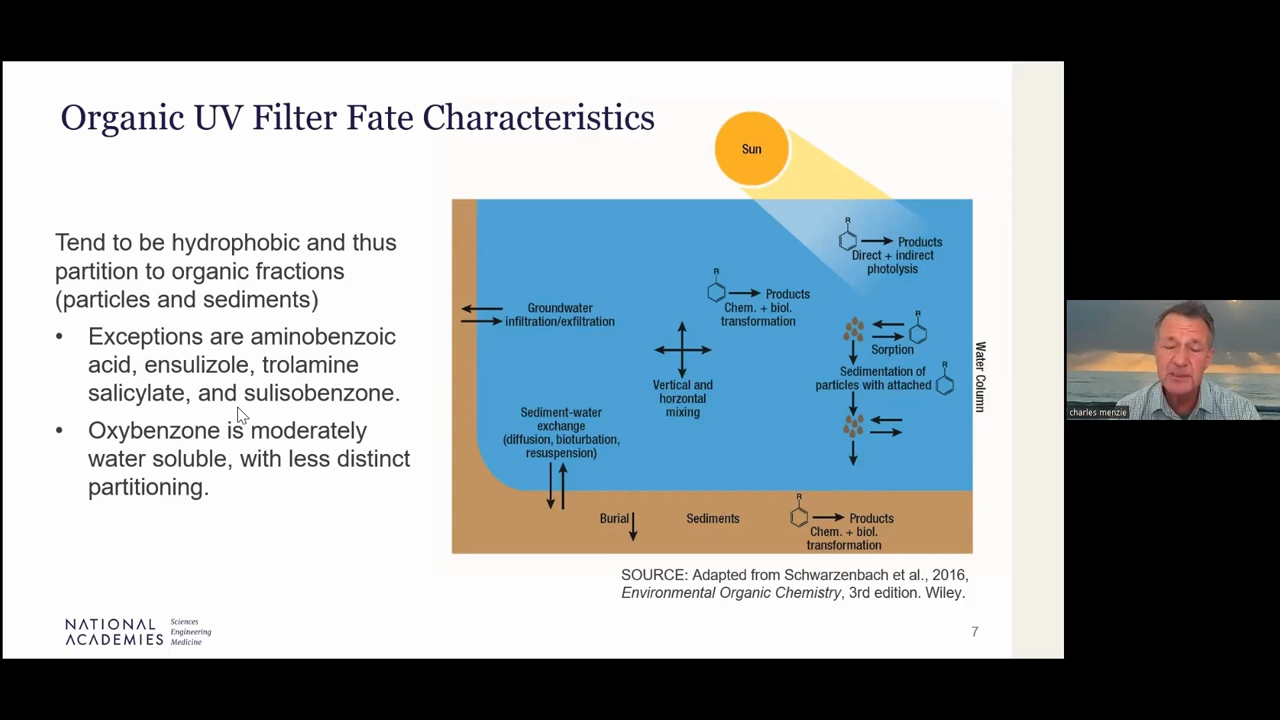 Organic UV Filter Fate Characteristics
Tend to be hydrophobic and thus
partition to organic fractions
(particles and sediments)
• Exceptions are aminobenzoic
acid, ensulizole, trolamine
salicylate, and sulisobenzone.
• Oxybenzone is moderately
water soluble, with less distinct
partitioning.
Sun
R
Products
Direct + indirect
photolysis
R
Products
Chem. + biol.
transformation
Groundwater
infiltration/exfiltration
R
Sorption
Vertical and
horzontal
mixing
Sedimentation of
particles with attached
R
Water Column
Sediment-water
exchange
(diffusion, bioturbation,
resuspension)
Burial
Sediments
R
Products
Chem. + biol.
transformation
SOURCE: Adapted from Schwarzenbach et al., 2016,
Environmental Organic Chemistry, 3rd edition. Wiley.
NATIONAL
ACADEMIES
Sciences
Engineering
Medicine
7
charles menzie